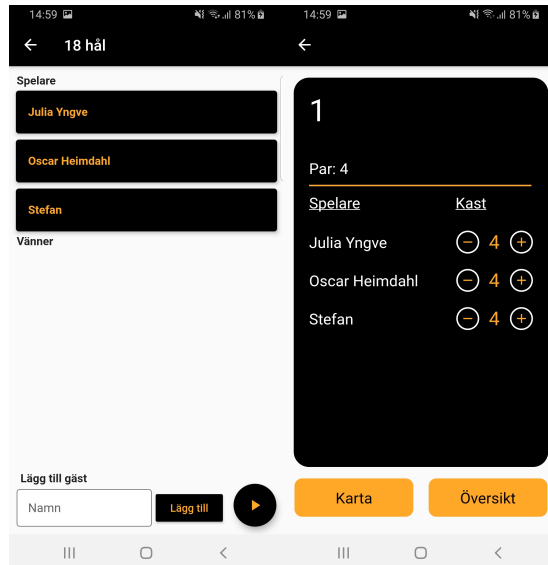 14:59 81%
18 hål
Spelare
Julia Yngve
Oscar Heimdahl
Stefan
Vänner
Lägg till gäst
Namn
Lägg till
14:59 81%
1
Par: 4
Spelare Kast
Julia Yngve 4
Oscar Heimdahl 4
Stefan 4
Karta Översikt